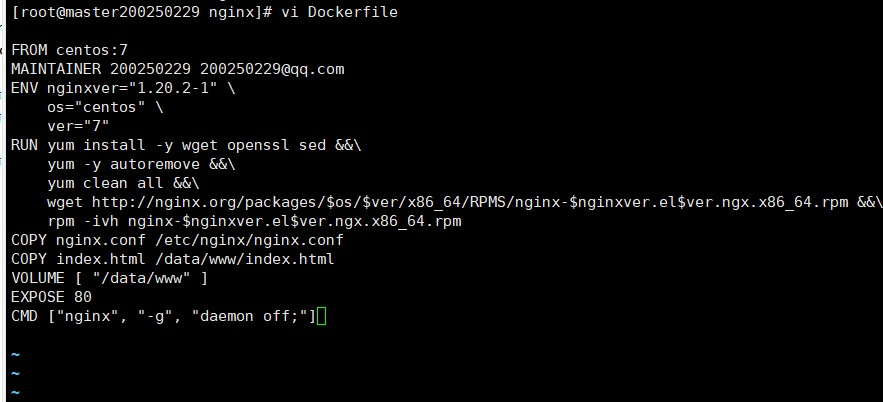 [root@master200250229 nginx]# vi Dockerfile
FROM centos:7
MAINTAINER 200250229 200250229@qq.com
ENV nginxver="1.20.2-1" \
    os="centos" \
    ver="7"
RUN yum install -y wget openssl sed &&\
    yum -y autoremove &&\
    yum clean all &&\
    wget http://nginx.org/packages/$os/$ver/x86_64/RPMS/nginx-$nginxver.el$ver.ngx.x86_64.rpm &&\
    rpm -ivh nginx-$nginxver.el$ver.ngx.x86_64.rpm
COPY nginx.conf /etc/nginx/nginx.conf
COPY index.html /data/www/index.html
VOLUME [ "/data/www" ]
EXPOSE 80
CMD ["nginx", "-g", "daemon off;"]
~
~
~